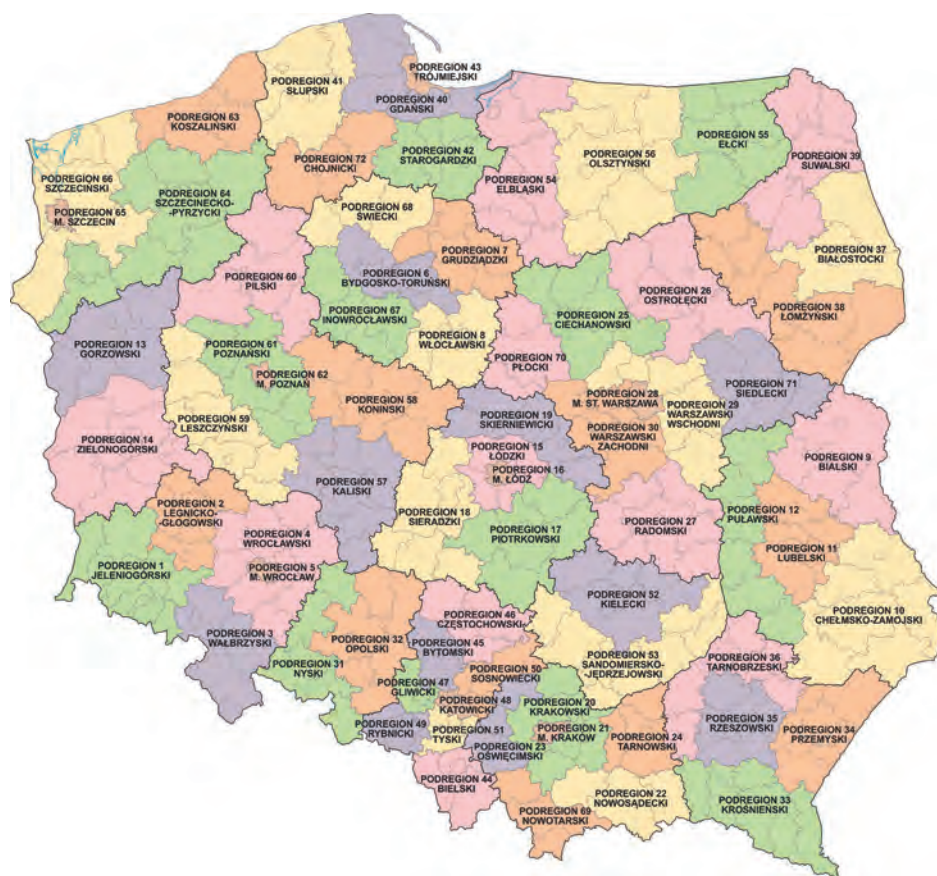 PODREGION 43
TRÓJMIEJSKI
PODREGION 41
SŁUPSKI
PODREGION 40
GDAŃSKI
PODREGION 63
KOSZALIŃSKI
PODREGION 55
EŁCKI
PODREGION 42
STAROGARDZKI
PODREGION 56
OLSZTYŃSKI
PODREGION 39
SUWALSKI
PODREGION 72
CHOJNICKI
PODREGION 66
SZCZECIŃSKI
PODREGION 64
SZCZECINECKO-
-PYRZYCKI
PODREGION 54
ELBLĄSKI
PODREGION 65
M. SZCZECIN
PODREGION 68
ŚWIECKI
PODREGION 7
GRUDZIĄDZKI
PODREGION 37
BIAŁOSTOCKI
PODREGION 60
PILSKI
PODREGION 6
BYDGOSKO-TORUŃSKI
PODREGION 26
OSTROŁĘCKI
PODREGION 67
INOWROCŁAWSKI
PODREGION 25
CIECHANOWSKI
PODREGION 38
ŁOMŻYŃSKI
PODREGION 8
WŁOCŁAWSKI
PODREGION 13
GORZOWSKI
PODREGION 61
POZNAŃSKI
PODREGION 70
PŁOCKI
PODREGION 62
M. POZNAŃ
PODREGION 71
SIEDLECKI
PODREGION 58
KONIŃSKI
PODREGION 28
M. ST. WARSZAWA
PODREGION 29
WARSZAWSKI
WSCHODNI
PODREGION 59
LESZCZYŃSKI
PODREGION 19
SKIERNIEWICKI
PODREGION 30
WARSZAWSKI
ZACHODNI
PODREGION 14
ZIELONOGÓRSKI
PODREGION 15
ŁÓDZKI
PODREGION 16
M. ŁÓDŹ
PODREGION 9
BIALSKI
PODREGION 57
KALISKI
PODREGION 2
LEGNICKO-
-GŁOGOWSKI
PODREGION 18
SIERADZKI
PODREGION 27
RADOMSKI
PODREGION 12
PUŁAWSKI
PODREGION 4
WROCŁAWSKI
PODREGION 17
PIOTRKOWSKI
PODREGION 11
LUBELSKI
PODREGION 1
JELENIOGÓRSKI
PODREGION 5
M. WROCŁAW
PODREGION 52
KIELECKI
PODREGION 10
CHEŁMSKO-ZAMOJSKI
PODREGION 46
CZĘSTOCHOWSKI
PODREGION 3
WAŁBRZYSKI
PODREGION 32
OPOLSKI
PODREGION 45
BYTOMSKI
PODREGION 53
SANDOMIERSKO-
-JĘDRZEJOWSKI
PODREGION 36
TARNOBRZESKI
PODREGION 31
NYSKI
PODREGION 50
SOSNOWIECKI
PODREGION 47
GLIWICKI
PODREGION 48
KATOWICKI
PODREGION 20
KRAKOWSKI
PODREGION 49
RYBNICKI
PODREGION 51
TYSKI
PODREGION 21
M. KRAKÓW
PODREGION 24
TARNOWSKI
PODREGION 35
RZESZOWSKI
PODREGION 34
PRZEMYSKI
PODREGION 23
OŚWIĘCIMSKI
PODREGION 44
BIELSKI
PODREGION 22
NOWOSĄDECKI
PODREGION 33
KROŚNIEŃSKI
PODREGION 69
NOWOTARSKI